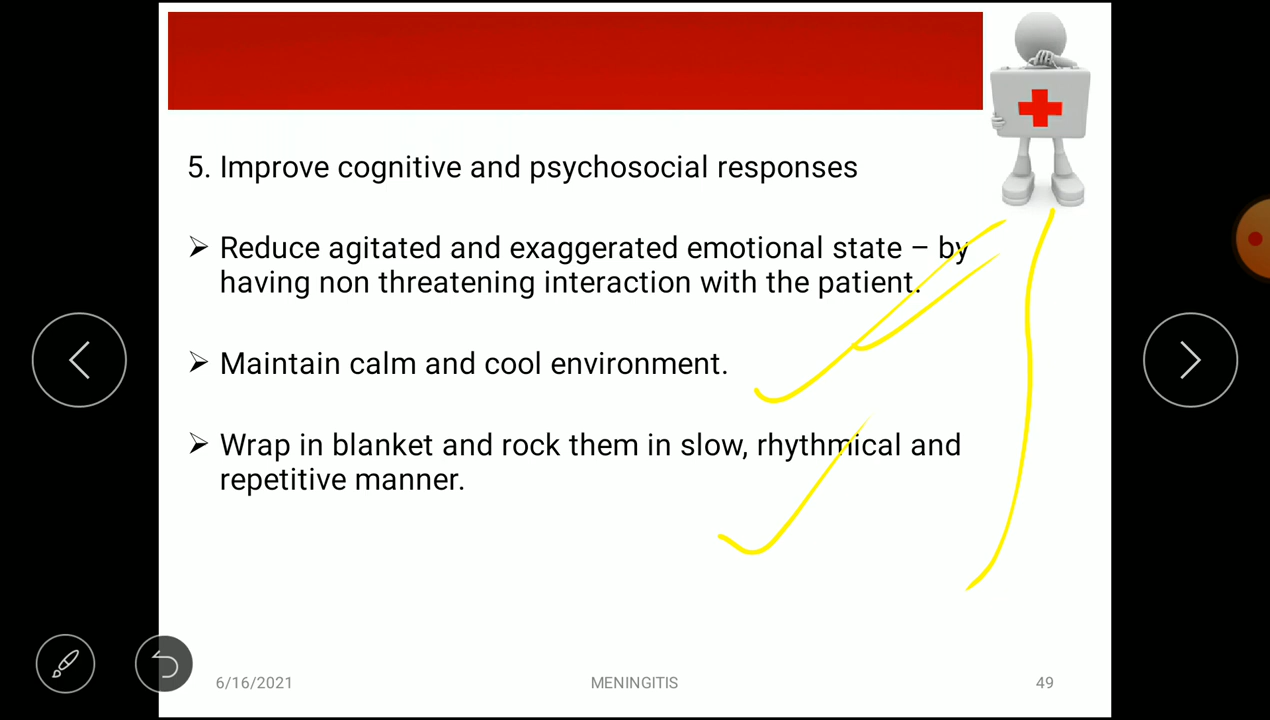 5. Improve cognitive and psychosocial responses
➢ Reduce agitated and exaggerated emotional state – by
having non threatening interaction with the patient.
➢ Maintain calm and cool environment.
➢ Wrap in blanket and rock them in slow, rhythmical and
repetitive manner.
6/16/2021
MENINGITIS
49